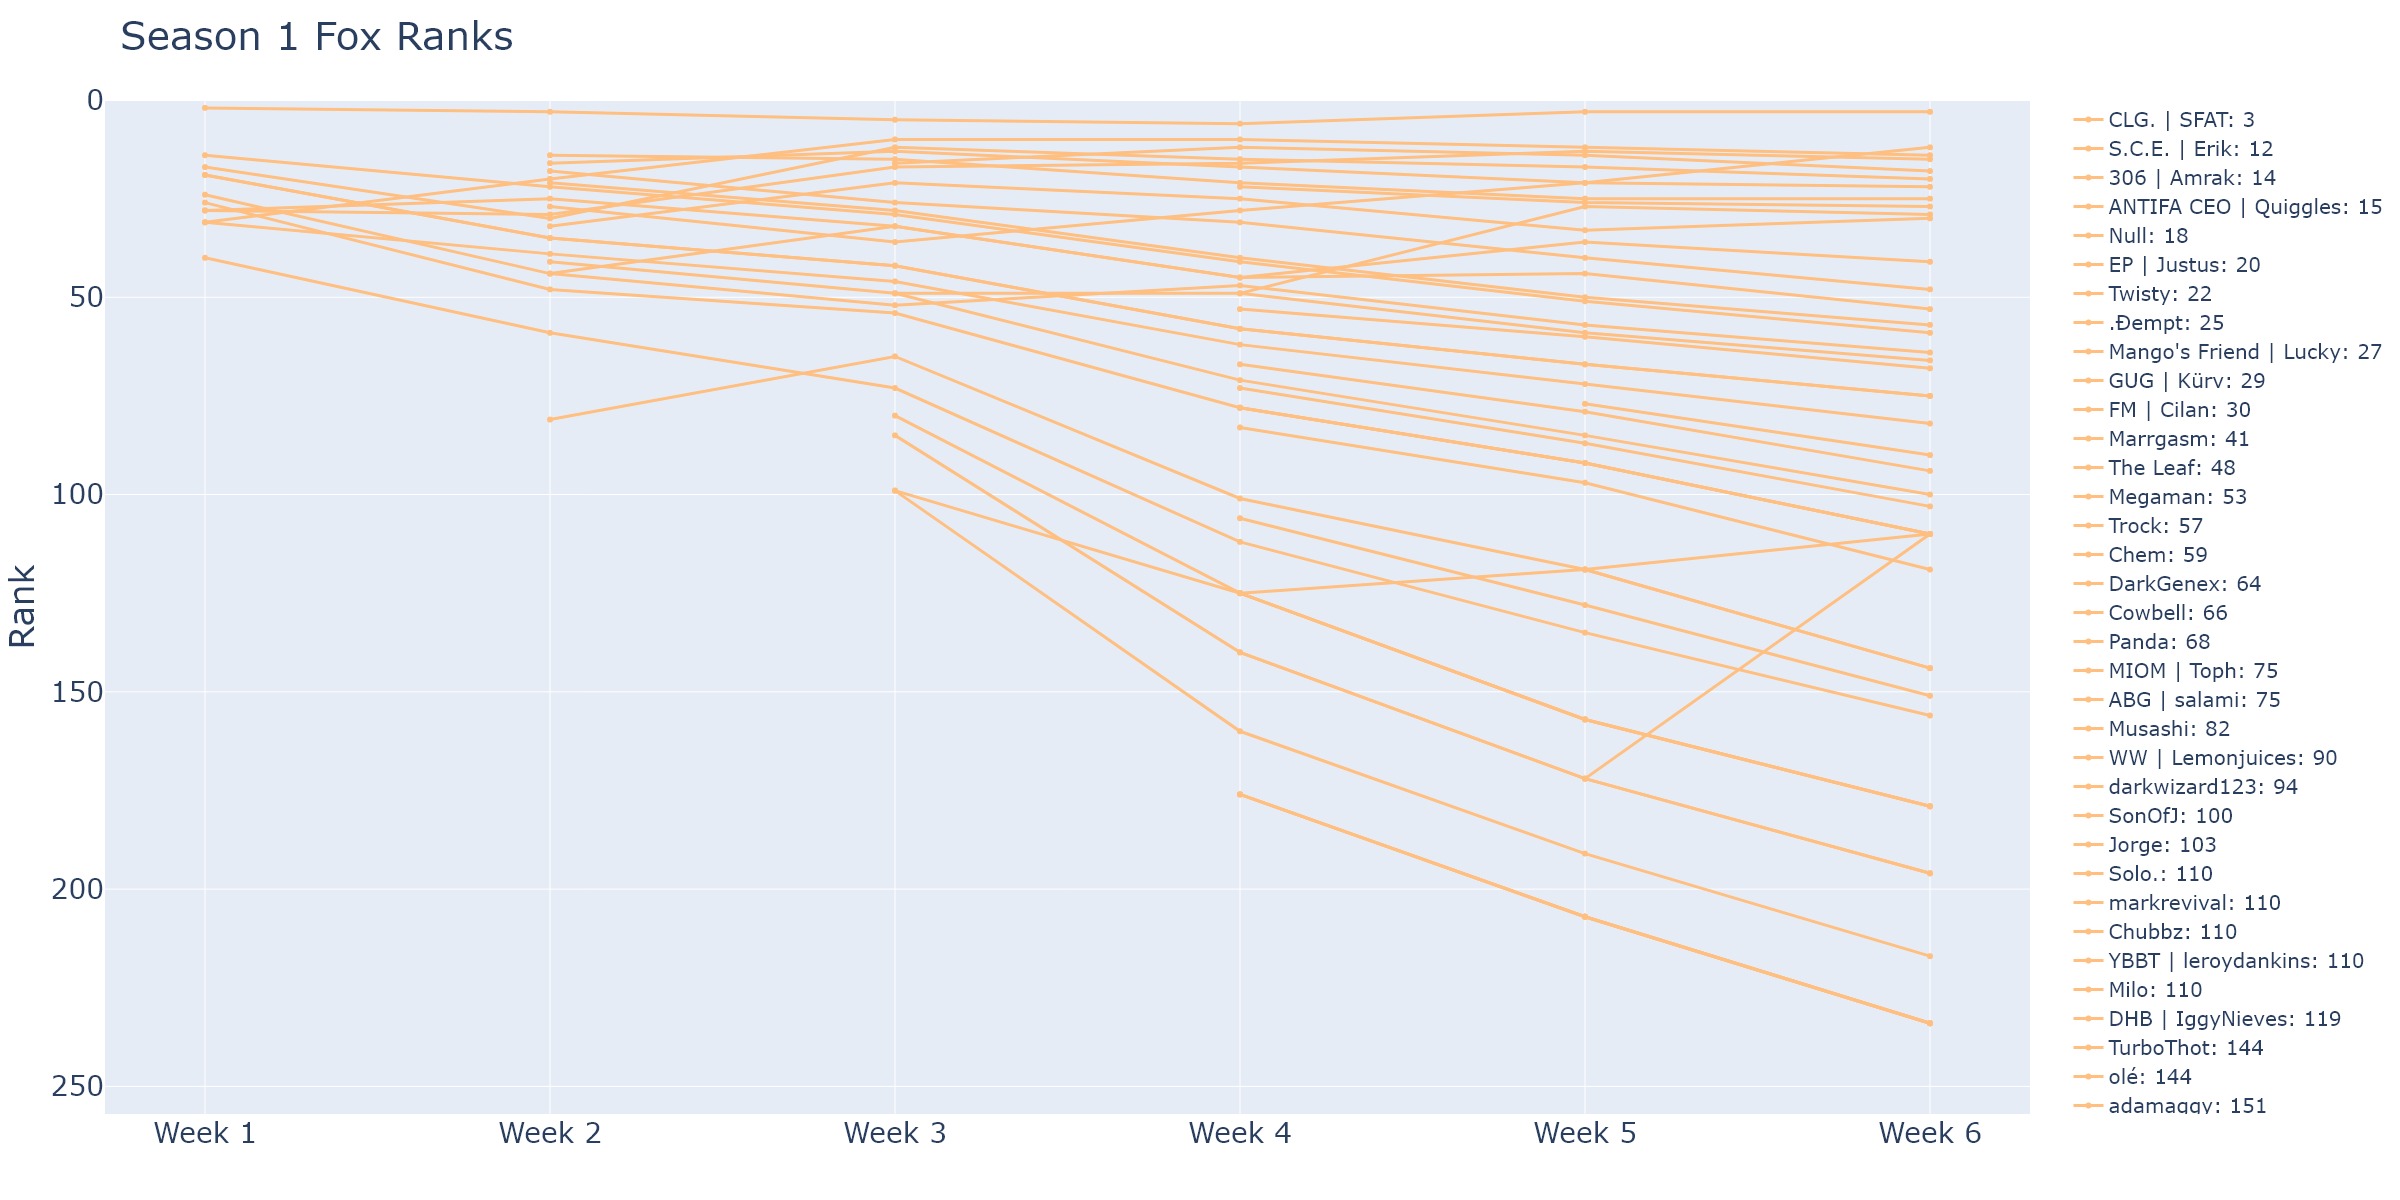 Season 1 Fox Ranks
Rank
0
50
100
150
200
250
Week 1
Week 2
Week 3
Week 4
Week 5
Week 6
CLG. | SFAT: 3
S.C.E. | Erik: 12
306 | Amrak: 14
ANTIFA CEO | Quiggles: 15
Null: 18
EP | Justus: 20
Twisty: 22
.Đempt: 25
Mango's Friend | Lucky: 27
GUG | Kürv: 29
FM | Cilan: 30
Marrgasm: 41
The Leaf: 48
Megaman: 53
Trock: 57
Chem: 59
DarkGenex: 64
Cowbell: 66
Panda: 68
MIOM | Toph: 75
ABG | salami: 75
Musashi: 82
WW | Lemonjuices: 90
darkwizard123: 94
SonOfJ: 100
Jorge: 103
Solo.: 110
markrevival: 110
Chubbz: 110
YBBT | leroydankins: 110
Milo: 110
DHB | IggyNieves: 119
TurboThot: 144
olé: 144
adamaggy: 151